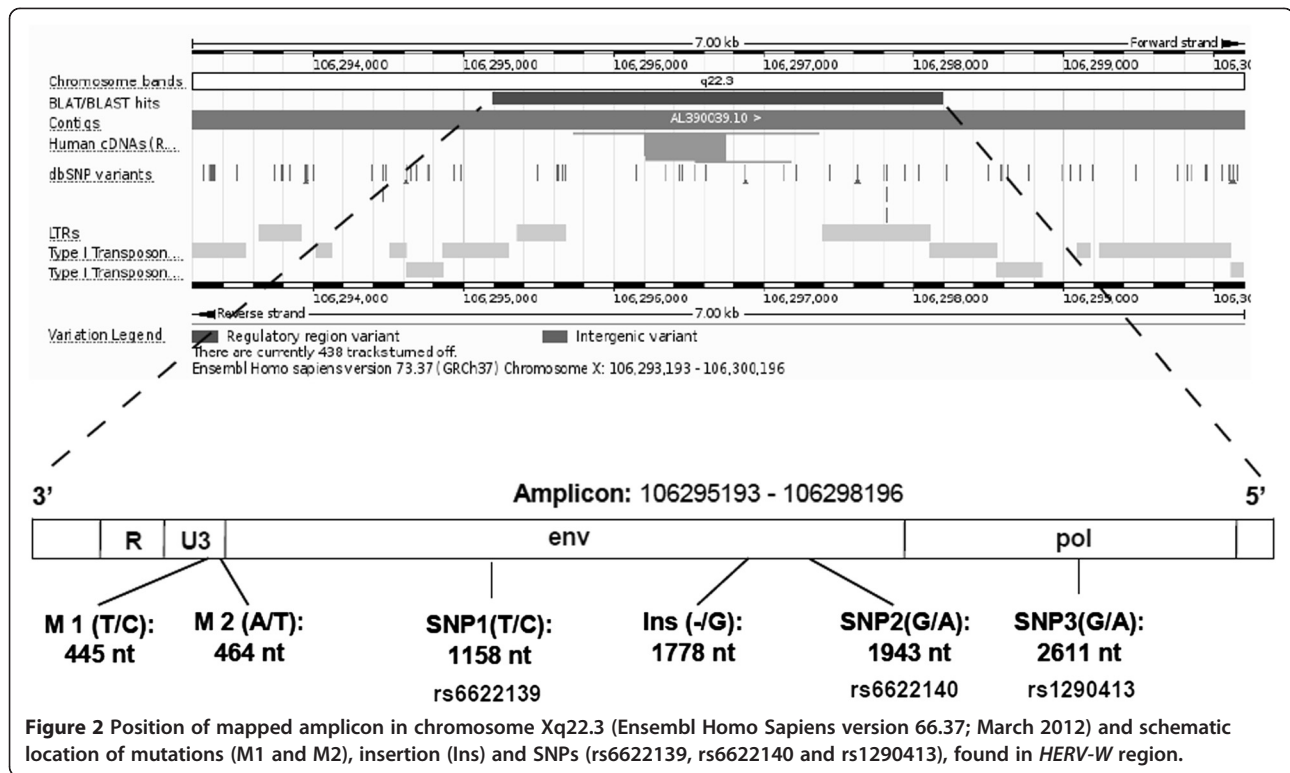 7.00 kb Forward strand
106,294,000 106,295,000 106,296,000 106,297,000 106,298,000 106,299,000 106,30
Chromosome bands q22.3
BLAT/BLAST hits
Contigs AL390039.10 >
Human cDNAs (R...
dbSNP variants
LTRs
Type I Transposon...
Type I Transposon...
106,294,000 106,295,000 106,296,000 106,297,000 106,298,000 106,299,000 106,30
Reverse strand 7.00 kb
Variation Legend Regulatory region variant Intergenic variant
There are currently 438 tracks turned off.
Ensembl Homo sapiens version 73.37 (GRCh37) Chromosome X: 106,293,193 - 106,300,196
3’ Amplicon: 106295193 - 106298196 5’
R U3 env pol
M 1 (T/C): M 2 (A/T): SNP1(T/C): Ins (-/G): SNP2(G/A): SNP3(G/A):
445 nt 464 nt 1158 nt 1778 nt 1943 nt 2611 nt
rs6622139 rs6622140 rs1290413
Figure 2 Position of mapped amplicon in chromosome Xq22.3 (Ensembl Homo Sapiens version 66.37; March 2012) and schematic
location of mutations (M1 and M2), insertion (Ins) and SNPs (rs6622139, rs6622140 and rs1290413), found in HERV-W region.